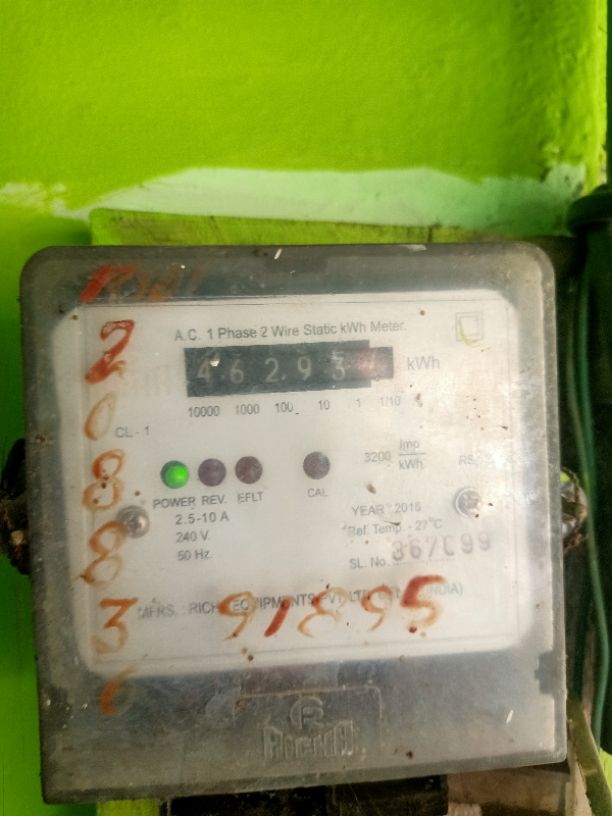 A.C. 1 Phase 2 Wire Static kWh Meter.
4 6 2 9 3 kWh
10000 1000 100 10 1 1/10
CL-1
3200 Imp/kWh
POWER REV. EFLT CAL
2.5-10 A
240 V.
50 Hz.
Ref. Temp. - 27°C
SL. No.
MFRS.
91895
2
0
8
8
3